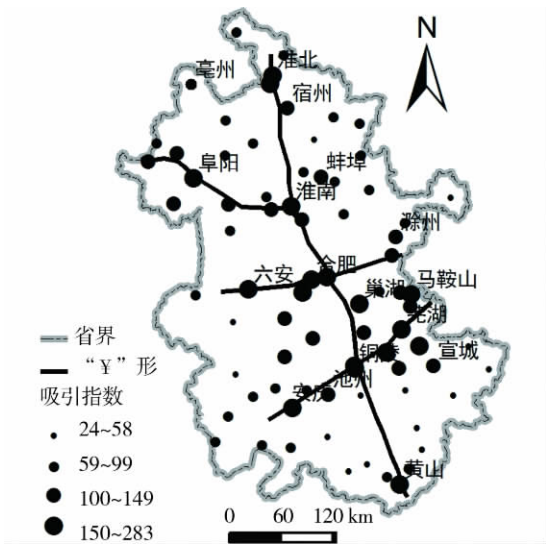 N
淮北
亳州
宿州
阜阳
蚌埠
淮南
滁州
合肥
六安
巢湖
马鞍山
芜湖
宣城
铜陵
池州
安庆
黄山
省界
“¥”形
吸引指数
24~58
59~99
100~149
150~283
0 60 120 km